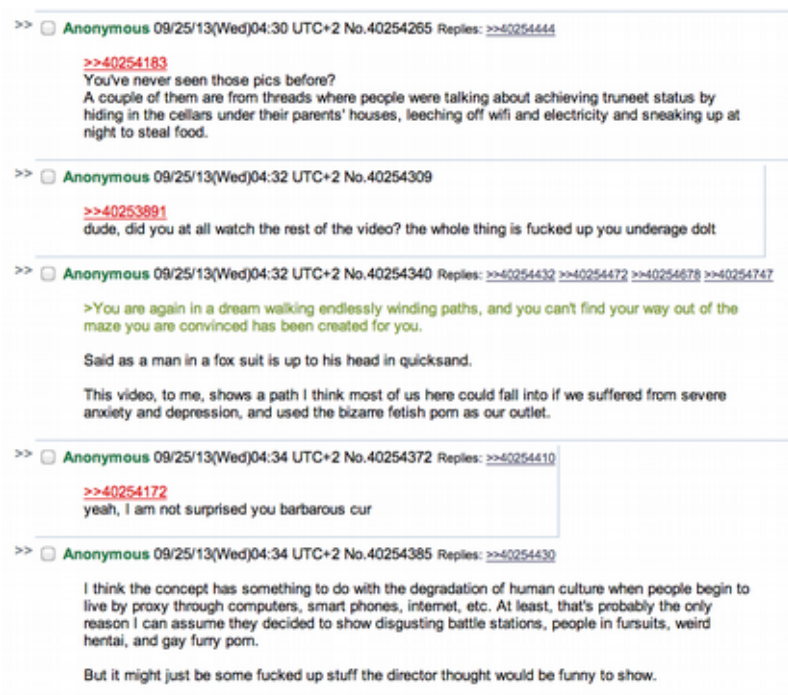 >> Anonymous 09/25/13(Wed)04:30 UTC+2 No.40254265 Replies: >>40254444
>>40254183
You've never seen those pics before?
A couple of them are from threads where people were talking about achieving truneet status by
hiding in the cellars under their parents' houses, leeching off wifi and electricity and sneaking up at
night to steal food.
>> Anonymous 09/25/13(Wed)04:32 UTC+2 No.40254309
>>40253891
dude, did you at all watch the rest of the video? the whole thing is fucked up you underage dolt
>> Anonymous 09/25/13(Wed)04:32 UTC+2 No.40254340 Replies: >>40254432 >>40254472 >>40254678 >>40254747
>You are again in a dream walking endlessly winding paths, and you can't find your way out of the
maze you are convinced has been created for you.
Said as a man in a fox suit is up to his head in quicksand.
This video, to me, shows a path I think most of us here could fall into if we suffered from severe
anxiety and depression, and used the bizarre fetish porn as our outlet.
>> Anonymous 09/25/13(Wed)04:34 UTC+2 No.40254372 Replies: >>40254410
>>40254172
yeah, I am not surprised you barbarous cur
>> Anonymous 09/25/13(Wed)04:34 UTC+2 No.40254385 Replies: >>40254430
I think the concept has something to do with the degradation of human culture when people begin to
live by proxy through computers, smart phones, internet, etc. At least, that's probably the only
reason I can assume they decided to show disgusting battle stations, people in fursuits, weird
hentai, and gay furry porn.
But it might just be some fucked up stuff the director thought would be funny to show.